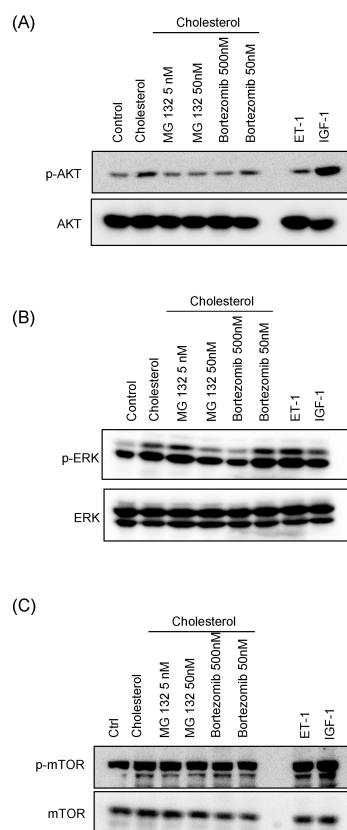 (A)
Cholesterol
Control
Cholesterol
MG 132 5 nM
MG 132 50nM
Bortezomib 500nM
Bortezomib 50nM
ET-1
IGF-1
p-AKT
AKT
(B)
Cholesterol
Control
Cholesterol
MG 132 5 nM
MG 132 50nM
Bortezomib 500nM
Bortezomib 50nM
ET-1
IGF-1
p-ERK
ERK
(C)
Cholesterol
Ctrl
Cholesterol
MG 132 5 nM
MG 132 50nM
Bortezomib 500nM
Bortezomib 50nM
ET-1
IGF-1
p-mTOR
mTOR